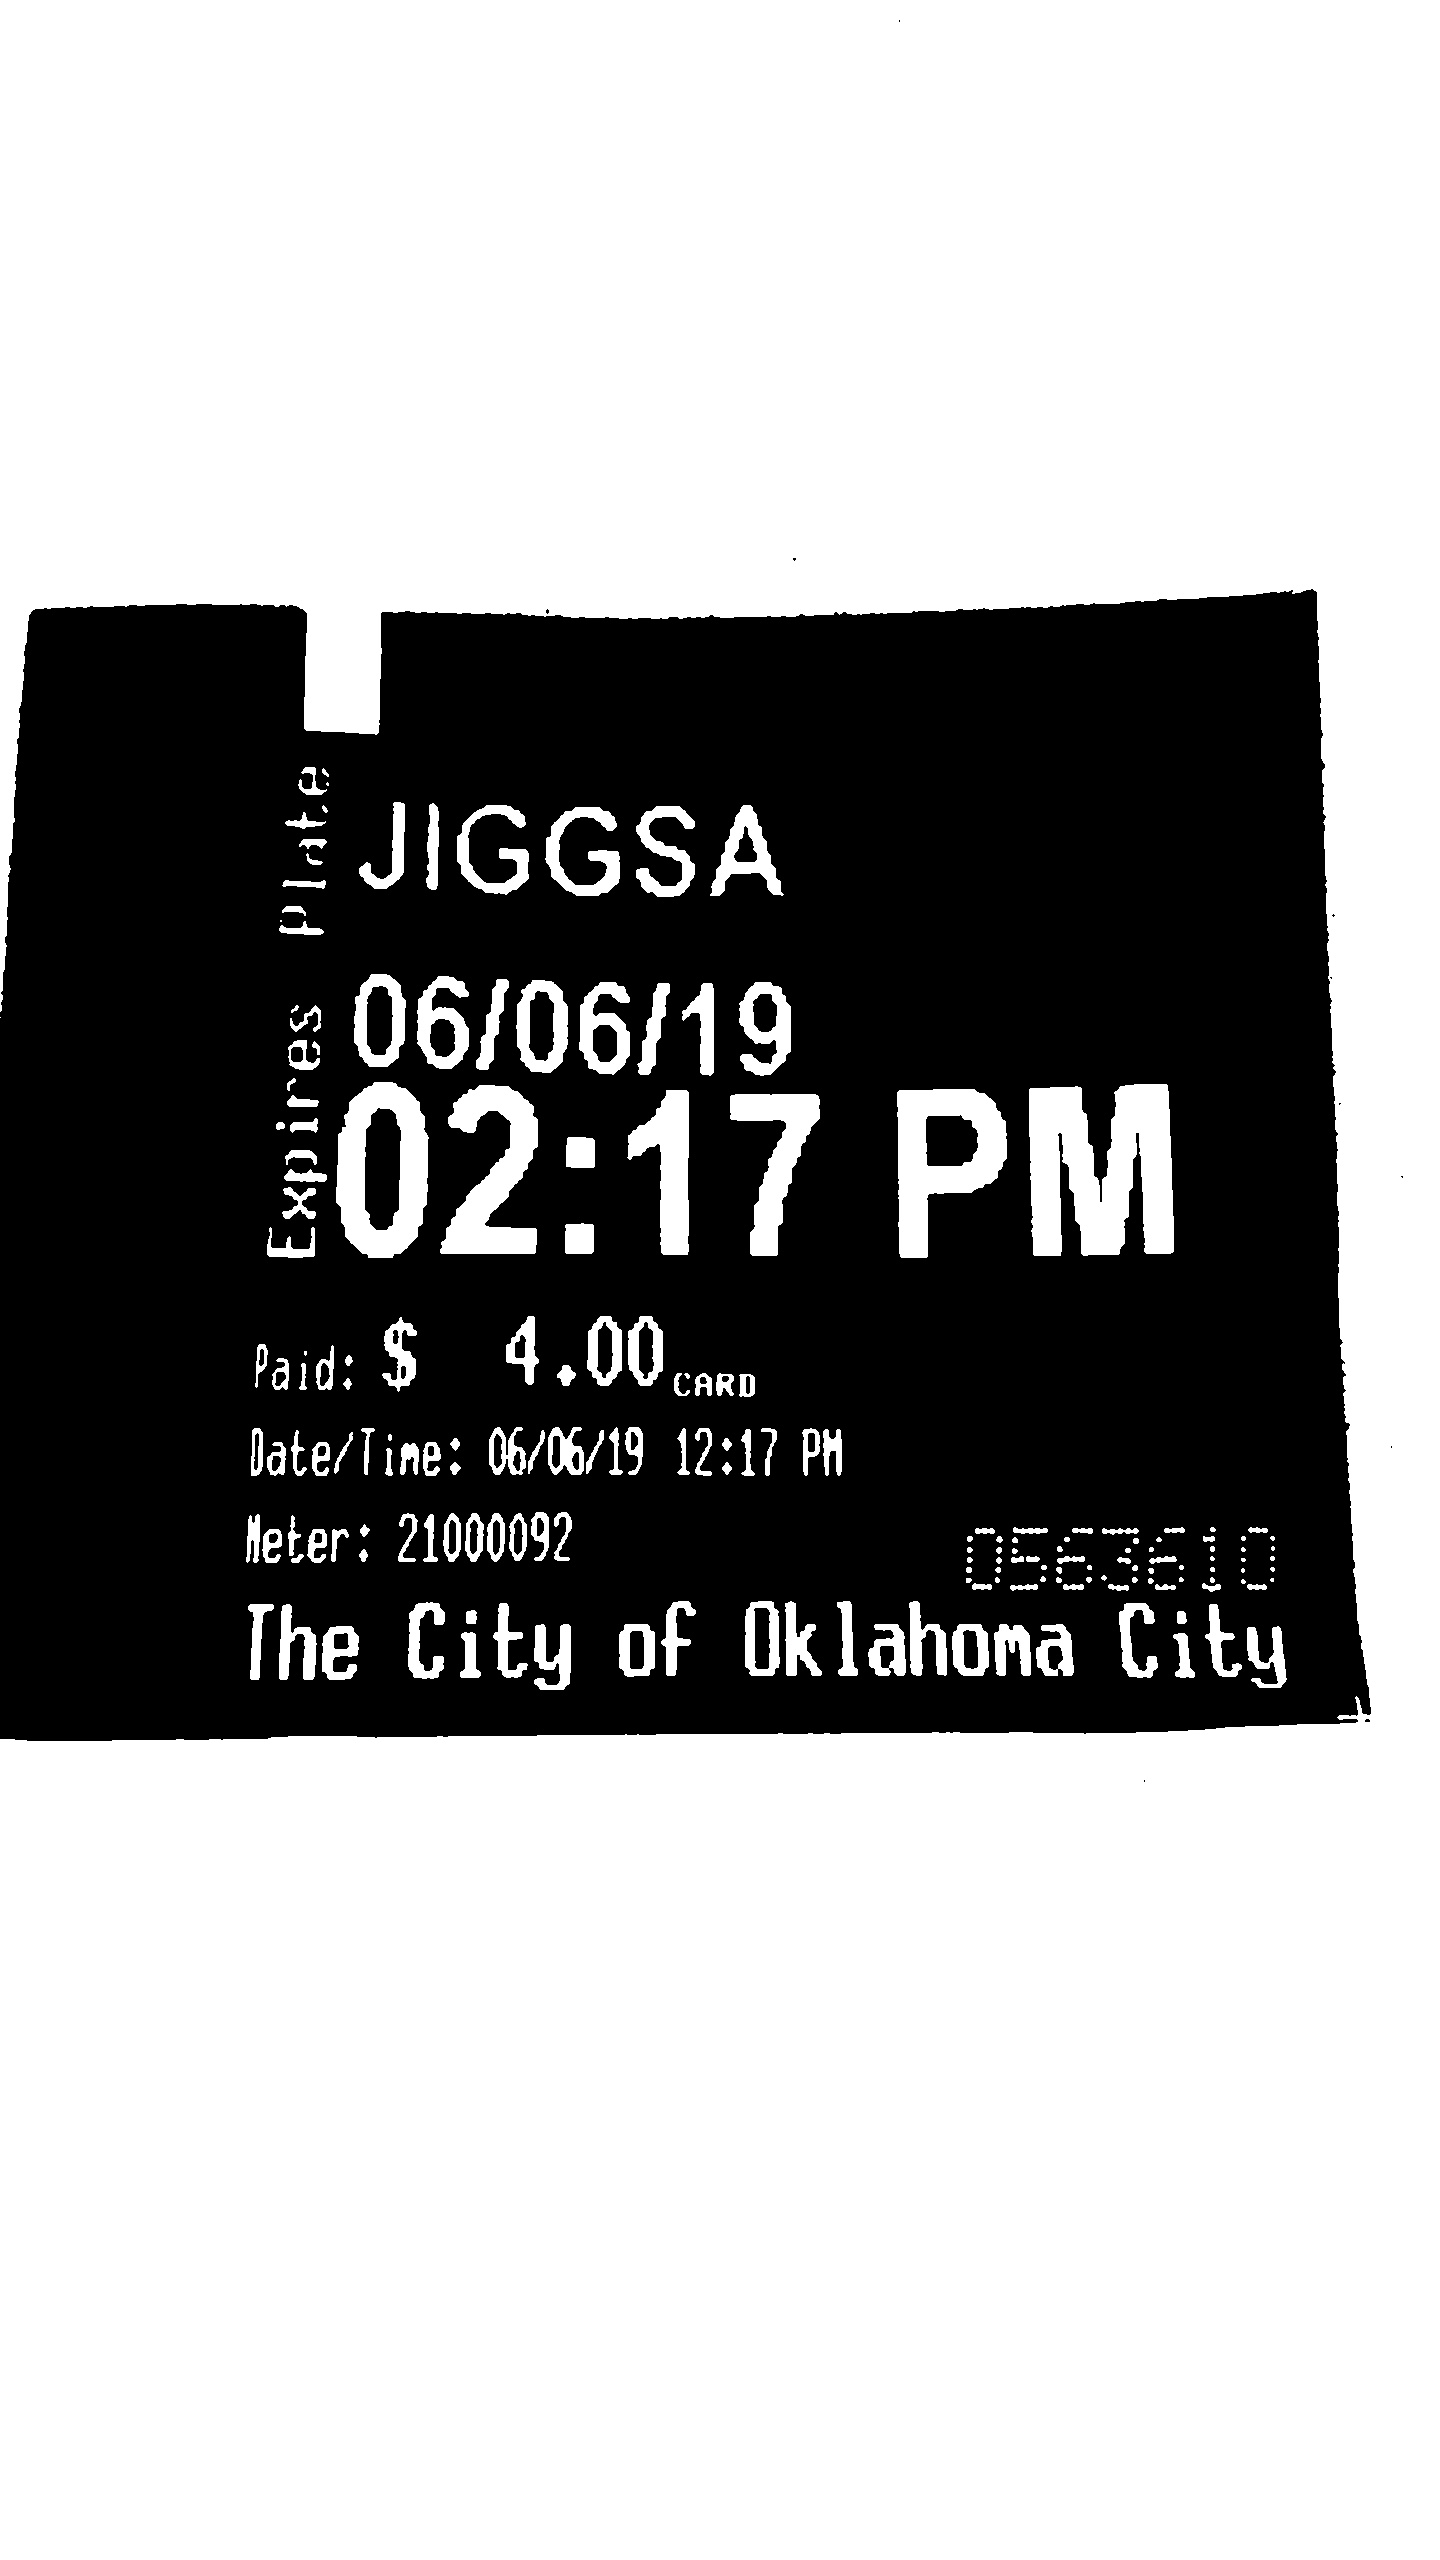 Plate JIGGSA
Expires 06/06/19
02:17 PM
Paid: $ 4.00 CARD
Date/Time: 06/06/19 12:17 PM
Meter: 21000092
0563610
The City of Oklahoma City